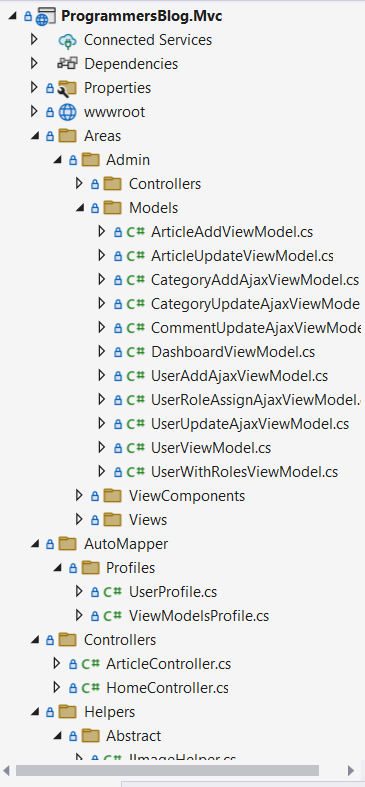 ProgrammersBlog.Mvc
Connected Services
Dependencies
Properties
wwwroot
Areas
Admin
Controllers
Models
C# ArticleAddViewModel.cs
C# ArticleUpdateViewModel.cs
C# CategoryAddAjaxViewModel.cs
C# CategoryUpdateAjaxViewMode
C# CommentUpdateAjaxViewMode
C# DashboardViewModel.cs
C# UserAddAjaxViewModel.cs
C# UserRoleAssignAjaxViewModel.
C# UserUpdateAjaxViewModel.cs
C# UserViewModel.cs
C# UserWithRolesViewModel.cs
ViewComponents
Views
AutoMapper
Profiles
C# UserProfile.cs
C# ViewModelsProfile.cs
Controllers
C# ArticleController.cs
C# HomeController.cs
Helpers
Abstract
C# IImageHelper.cs